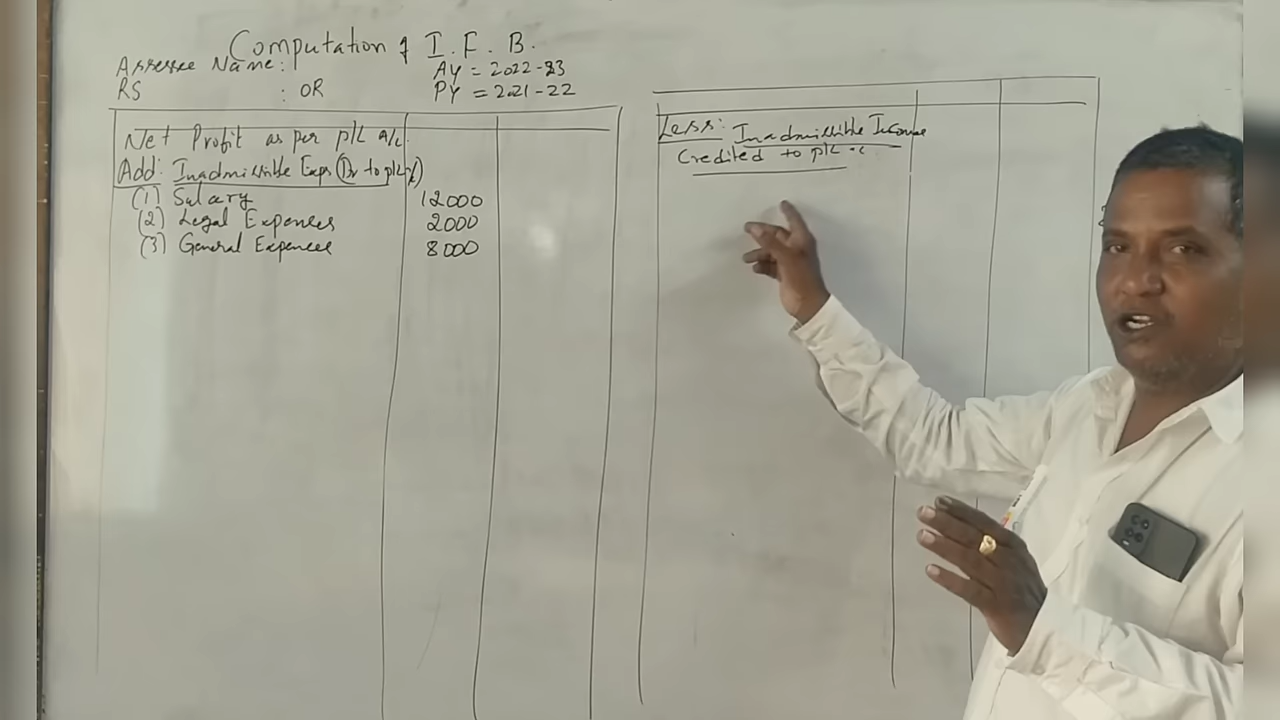 Computation of I. F. B.
Assessee Name :
AY = 2022-23
RS : OR
PY = 2021-22
Net Profit as per p/L a/c
Add: Inadmissible Exps (Dr to p/L
(1) Salary 12000
(2) Legal Expenses 2000
(3) General Expences 8000
Less: Inadmissible Income
Credited to p/L